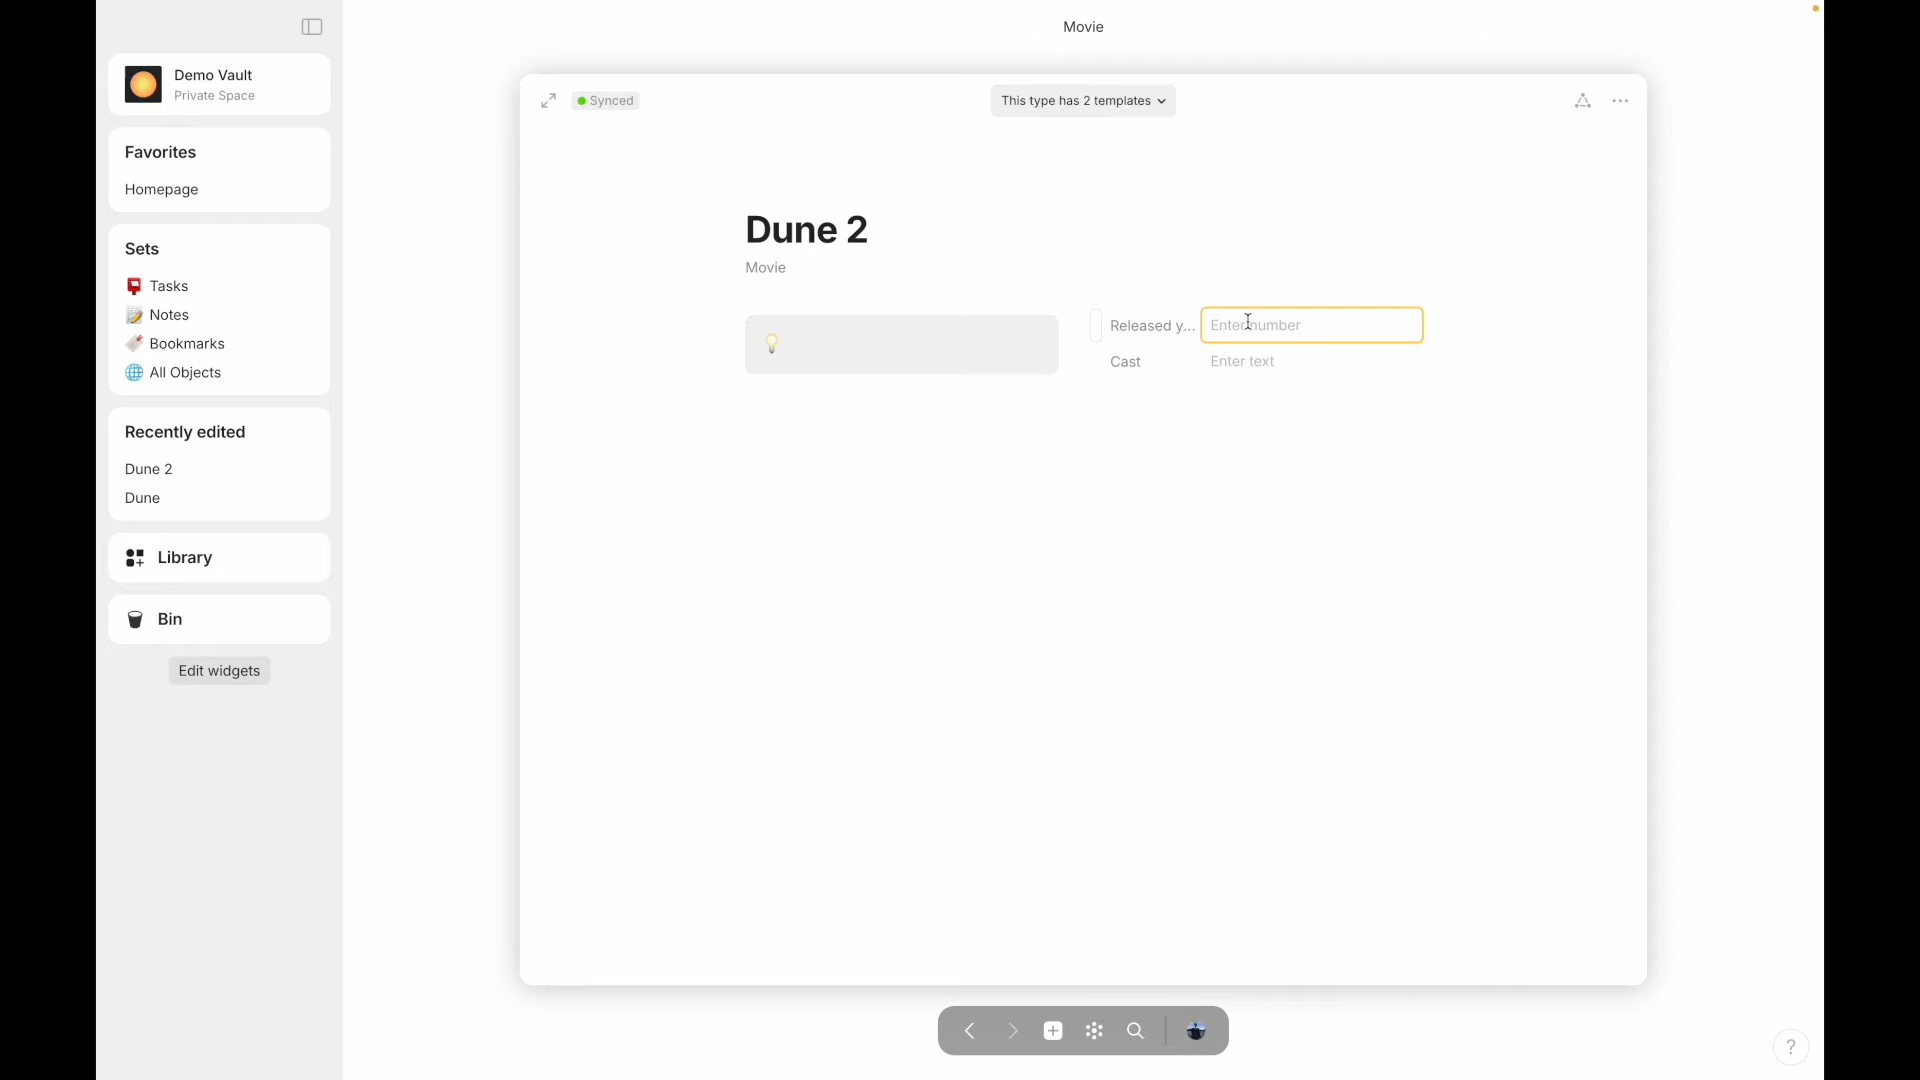 Movie
Demo Vault
Private Space
Synced
This type has 2 templates
Favorites
Homepage
Dune 2
Movie
Sets
Tasks
Notes
Bookmarks
All Objects
Released y... Enter number
Cast Enter text
Recently edited
Dune 2
Dune
Library
Bin
Edit widgets
?